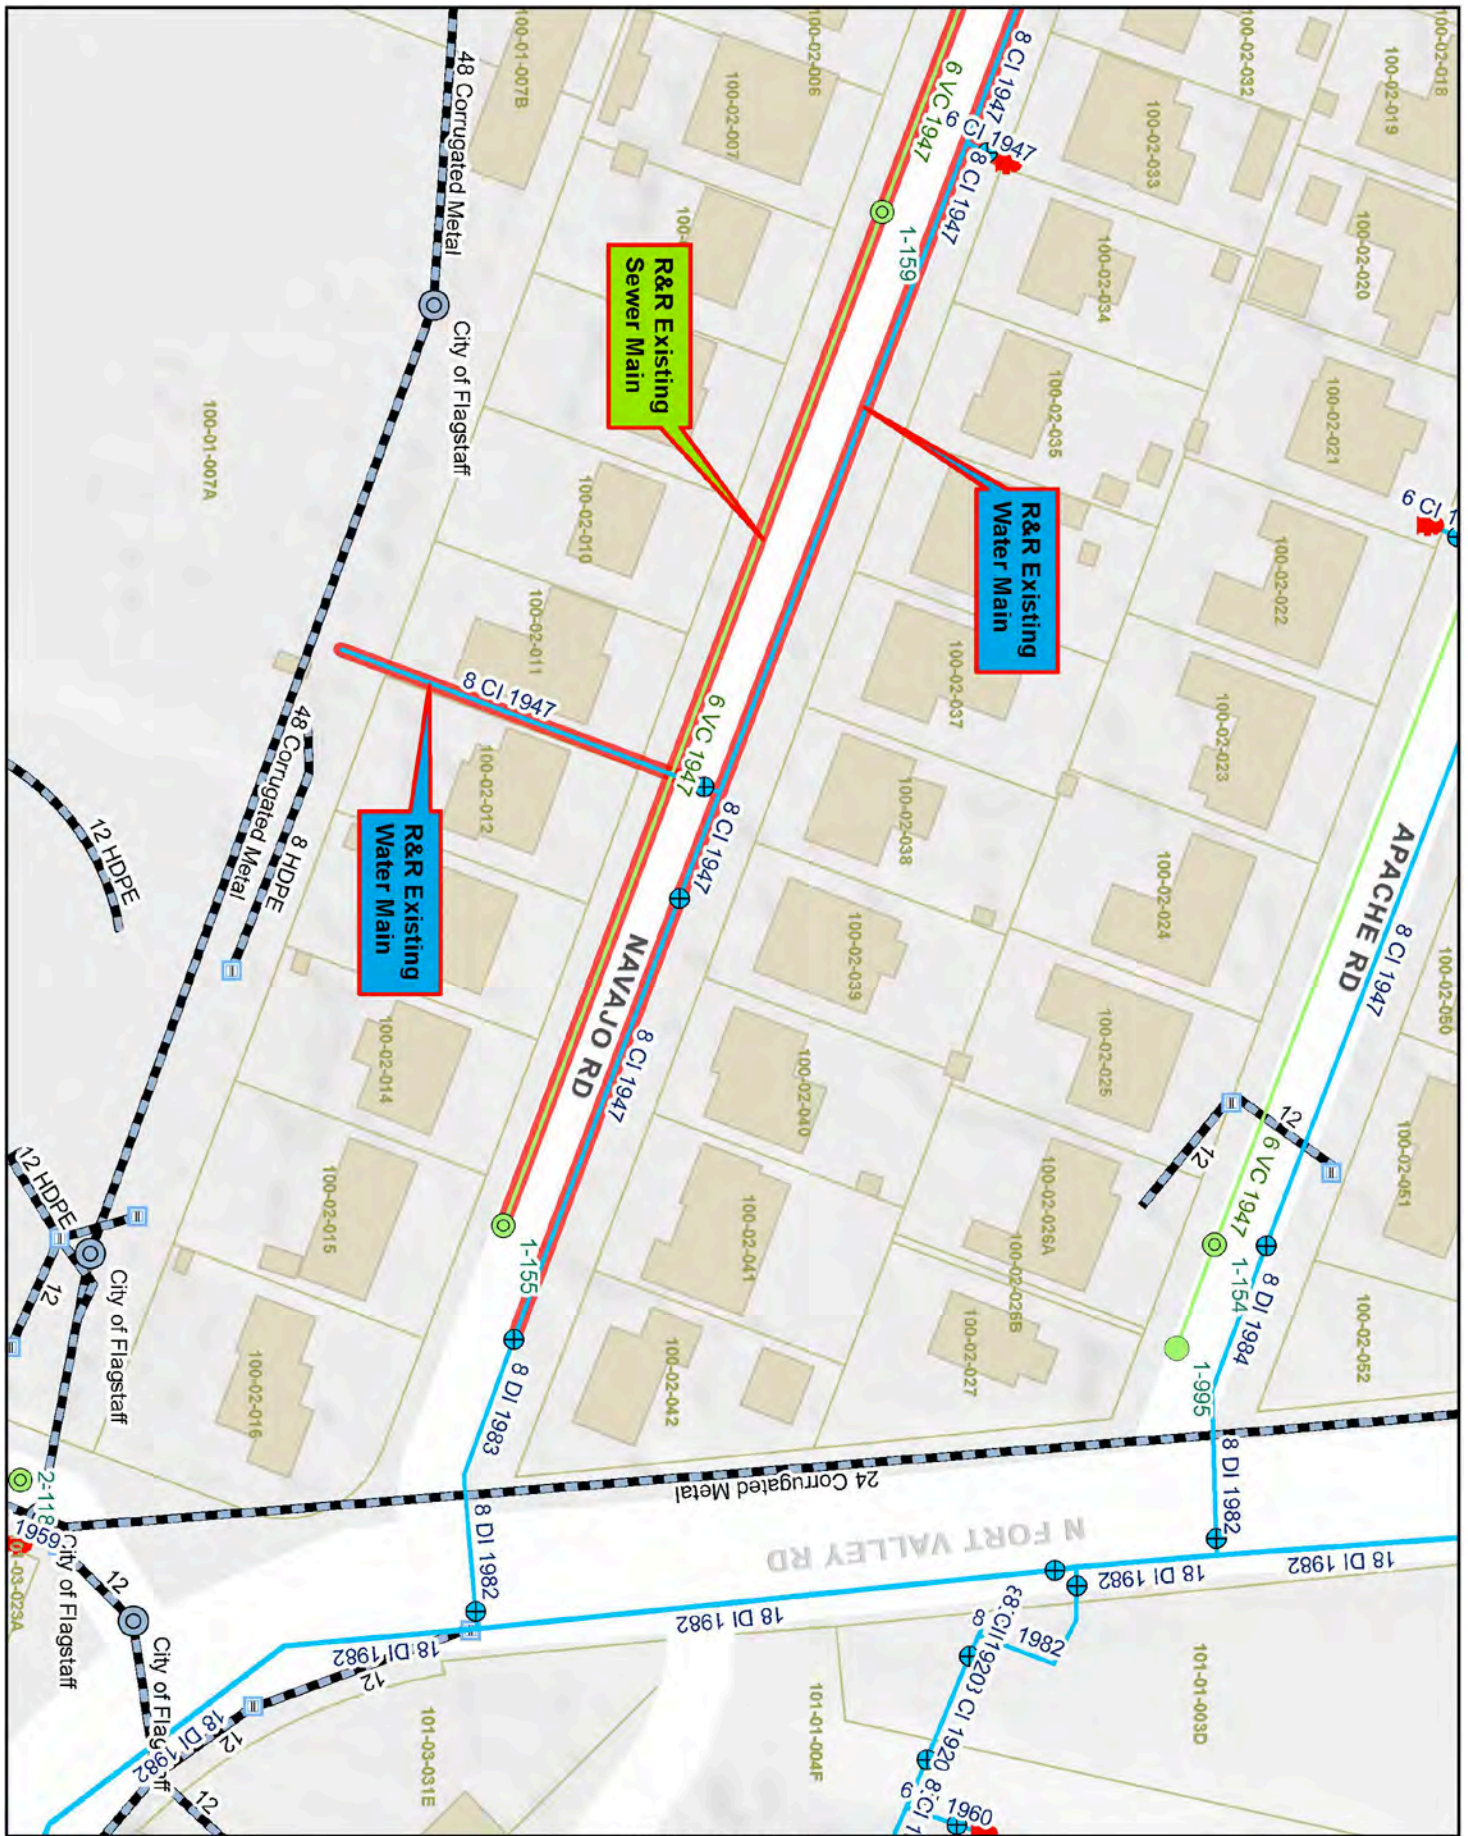 48 Corrugated Metal
100-01-007B
100-02-006
100-02-007
6 VC 1947
8 CI 1947
6 CI 1947
8 CI 1947
100-02-032
100-02-033
100-02-018
100-02-019
100-02-020
100-02-034
1-159
R&R Existing
Sewer Main
City of Flagstaff
100-01-007A
100-02-035
100-02-021
R&R Existing
Water Main
6 CI
100-02-010
100-02-022
100-02-011
100-02-037
8 CI 1947
6 VC 1947
100-02-023
48 Corrugated Metal
8 HDPE
12 HDPE
100-02-012
8 CI 1947
100-02-038
R&R Existing
Water Main
APACHE RD
8 CI 1947
100-02-024
100-02-039
NAVAJO RD
100-02-050
100-02-014
8 CI 1947
100-02-040
100-02-025
12
12
6 VC 1947
100-02-051
12 HDPE
100-02-015
100-02-041
100-02-026A
100-02-026B
1-155
1-154
8 DI 1984
12
City of Flagstaff
100-02-016
8 DI 1983
100-02-042
100-02-027
1-995
100-02-052
24 Corrugated Metal
8 DI 1982
8 DI 1982
2-118
1959
City of Flagstaff
N FORT VALLEY RD
18 DI 1982
18 DI 1982
18 DI 1982
18 DI 1982
12
12
City of Flagstaff
18 DI 1982
12
12
101-03-031E
101-01-004F
101-01-003D
1982
1960